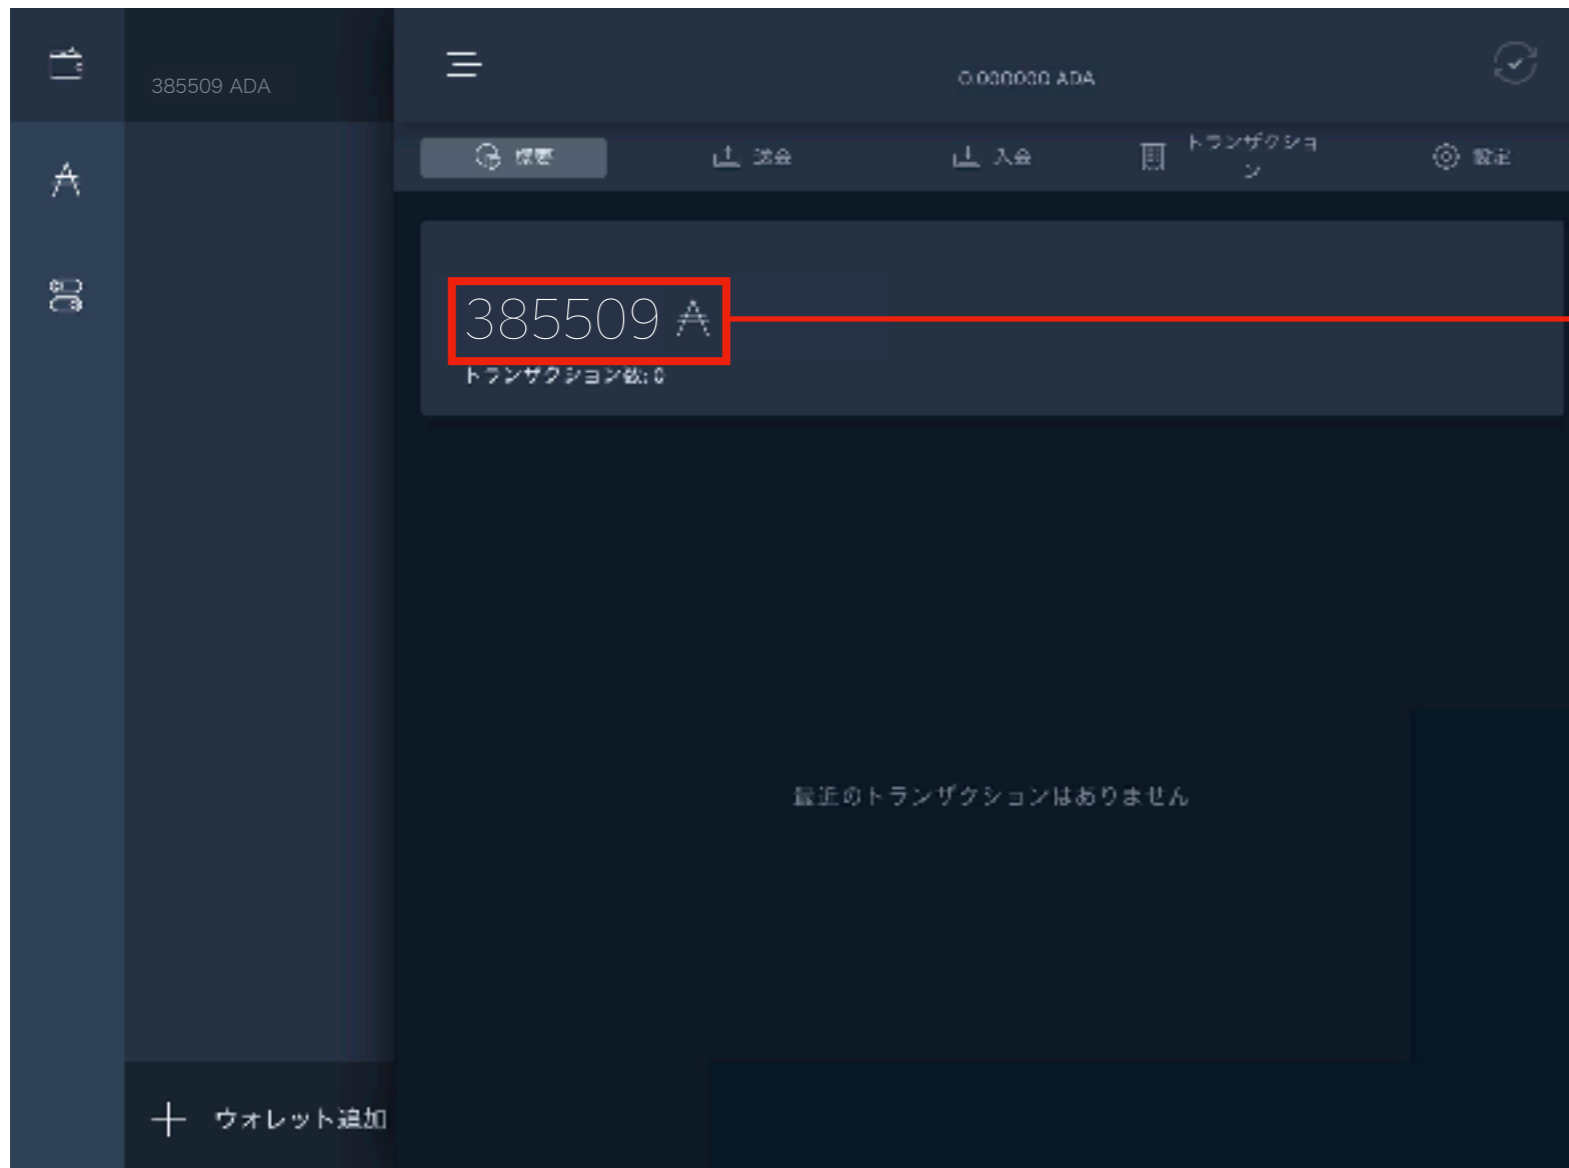 385509 ADA
0.000000 ADA
概要
送金
入金
トランザクショ
ン
設定
385509
トランザクション数: 0
最近のトランザクションはありません
ウォレット追加